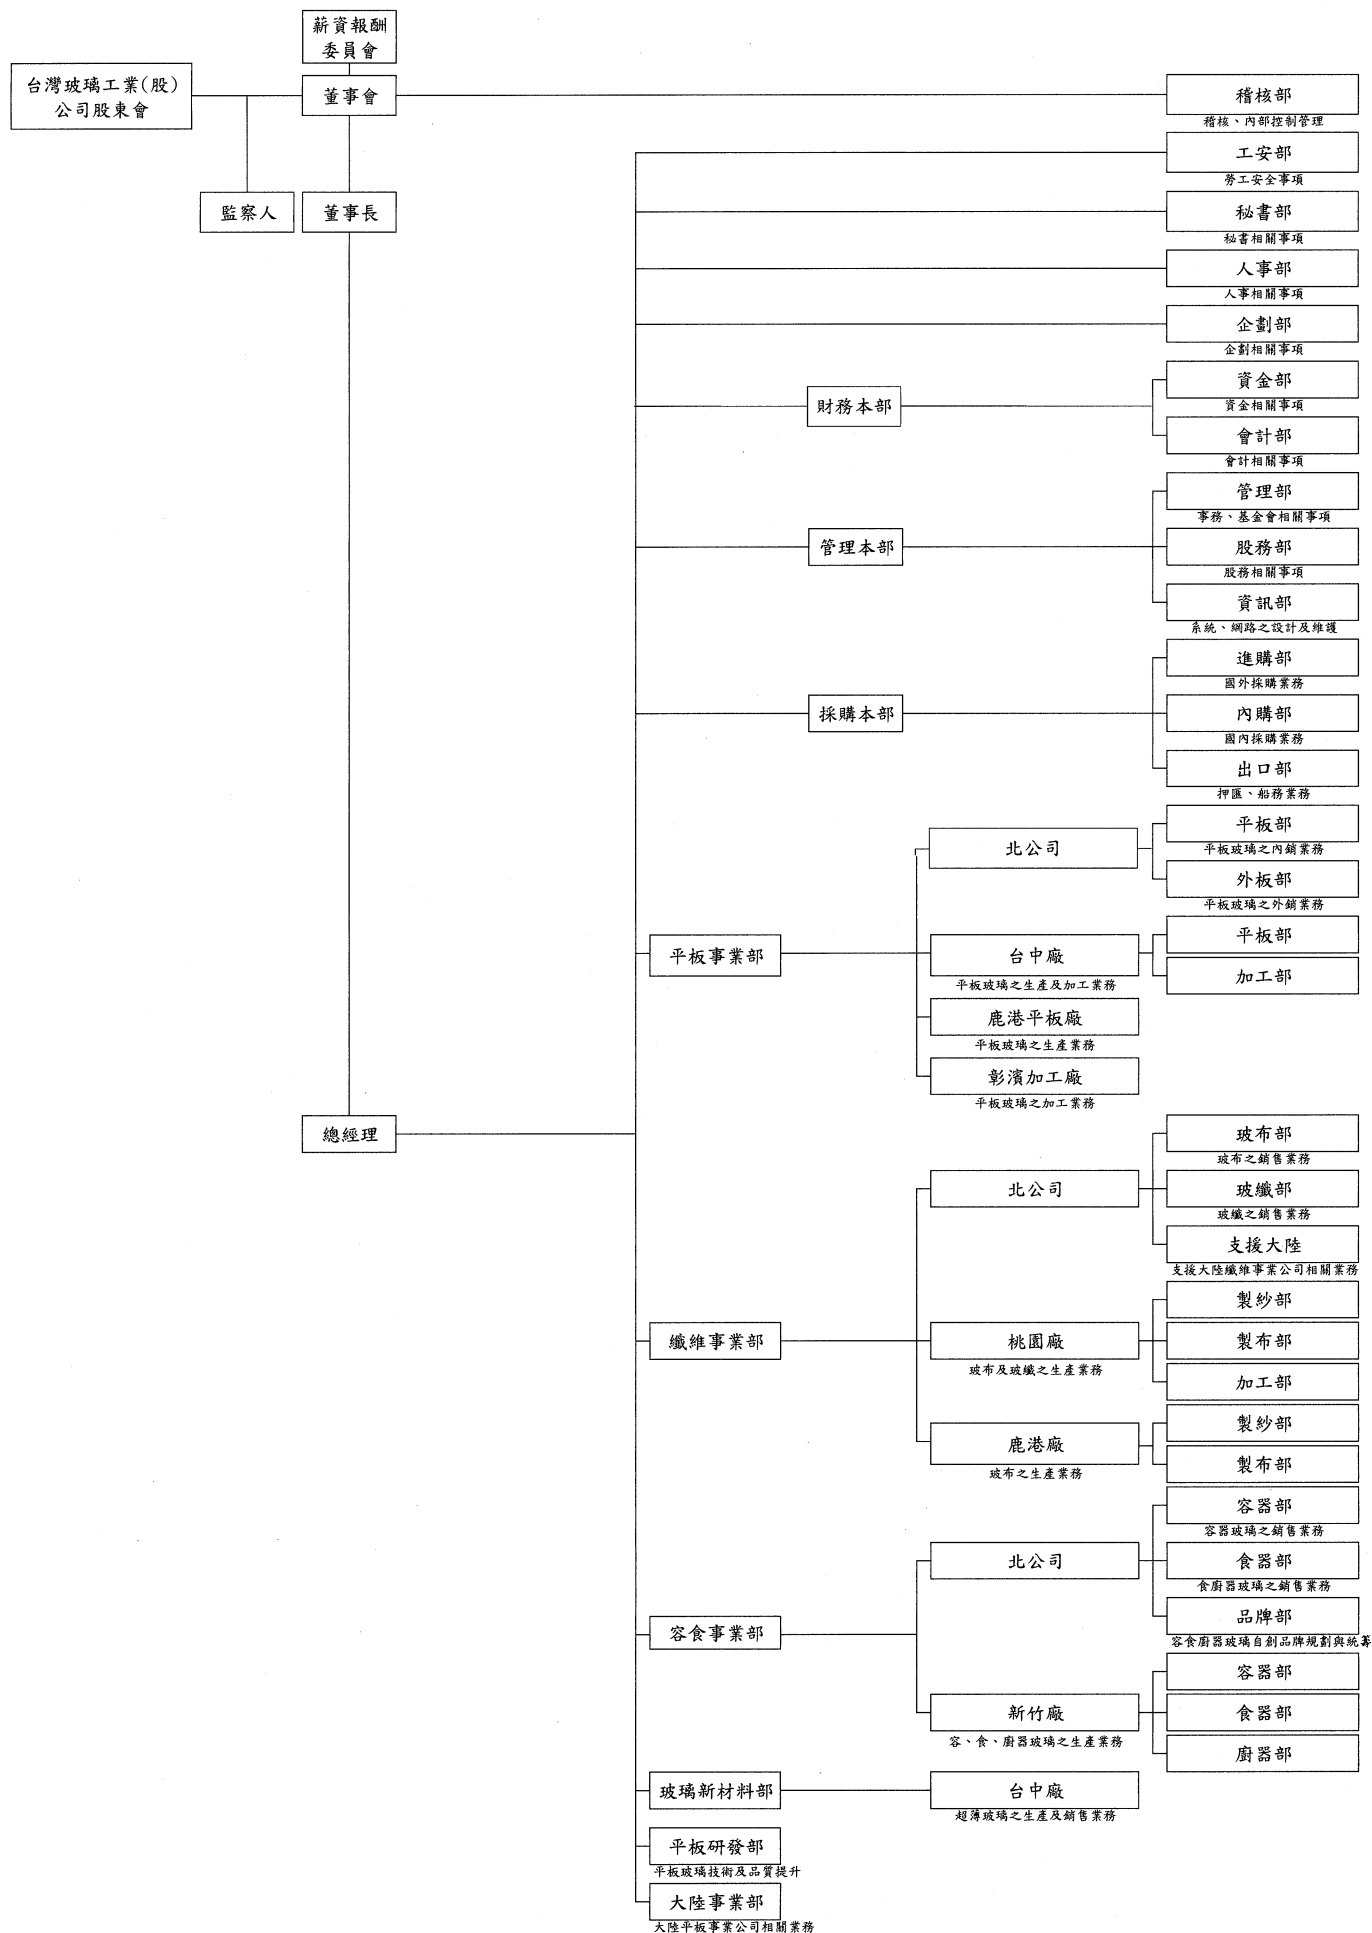 薪資報酬
委員會
台灣玻璃工業(股)
公司股東會
董事會
稽核部
稽核、內部控制管理
工安部
勞工安全事項
監察人
董事長
秘書部
秘書相關事項
人事部
人事相關事項
企劃部
企劃相關事項
財務本部
資金部
資金相關事項
會計部
會計相關事項
管理本部
管理部
事務、基金會相關事項
股務部
股務相關事項
資訊部
系統、網路之設計及維護
採購本部
進購部
國外採購業務
內購部
國內採購業務
出口部
押匯、船務業務
平板事業部
北公司
平板部
平板玻璃之內銷業務
外板部
平板玻璃之外銷業務
台中廠
平板玻璃之生產及加工業務
平板部
加工部
鹿港平板廠
平板玻璃之生產業務
彰濱加工廠
平板玻璃之加工業務
總經理
纖維事業部
北公司
玻布部
玻布之銷售業務
玻纖部
玻纖之銷售業務
支援大陸
支援大陸纖維事業公司相關業務
桃園廠
玻布及玻纖之生產業務
製紗部
製布部
加工部
鹿港廠
玻布之生產業務
製紗部
製布部
容食事業部
北公司
容器部
容器玻璃之銷售業務
食器部
食廚器玻璃之銷售業務
品牌部
容食廚器玻璃自創品牌規劃與統籌
新竹廠
容、食、廚器玻璃之生產業務
容器部
食器部
廚器部
玻璃新材料部
台中廠
超薄玻璃之生產及銷售業務
平板研發部
平板玻璃技術及品質提升
大陸事業部
大陸平板事業公司相關業務